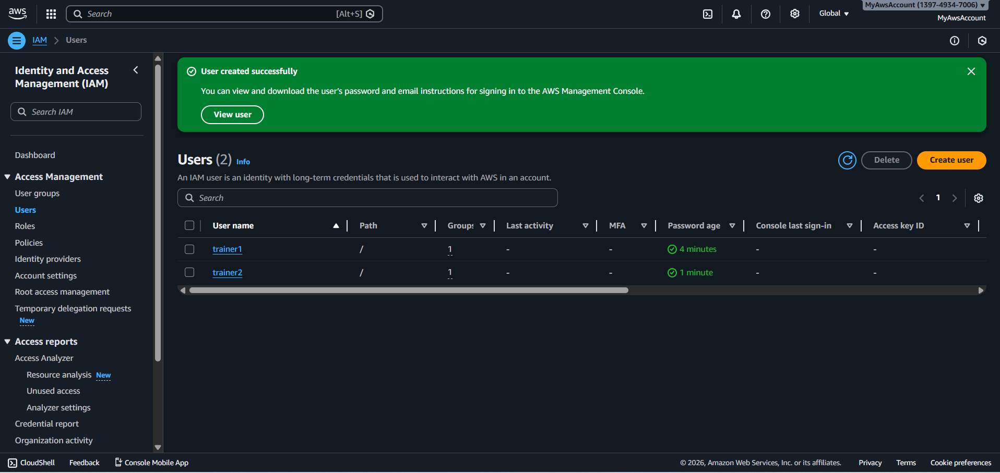 aws
Search [Alt+S]
Global
MyAwsAccount (1397-4934-7006)
MyAwsAccount
IAM Users
Identity and Access
Management (IAM)
Search IAM
Dashboard
Access Management
User groups
Users
Roles
Policies
Identity providers
Account settings
Root access management
Temporary delegation requests
New
Access reports
Access Analyzer
Resource analysis New
Unused access
Analyzer settings
Credential report
Organization activity
User created successfully
You can view and download the user's password and email instructions for signing in to the AWS Management Console.
View user
Users (2) Info
Delete
Create user
An IAM user is an identity with long-term credentials that is used to interact with AWS in an account.
Search
1
User name Path Groups Last activity MFA Password age Console last sign-in Access key ID
trainer1 / 1 - - 4 minutes - -
trainer2 / 1 - - 1 minute - -
CloudShell Feedback Console Mobile App © 2026, Amazon Web Services, Inc. or its affiliates. Privacy Terms Cookie preferences